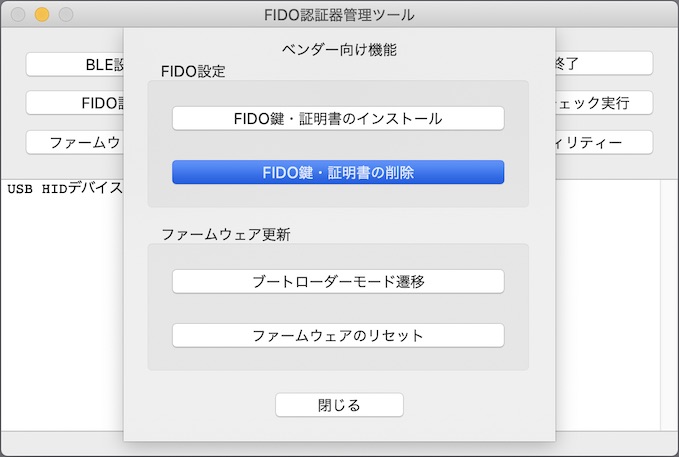 FIDO認証器管理ツール
ベンダー向け機能
FIDO設定
BLE設
終了
FIDO鍵・証明書のインストール
FIDO
チェック実行
ファームウ
ィリティー
FIDO鍵・証明書の削除
USB HIDデバイス
ファームウェア更新
ブートローダーモード遷移
ファームウェアのリセット
閉じる